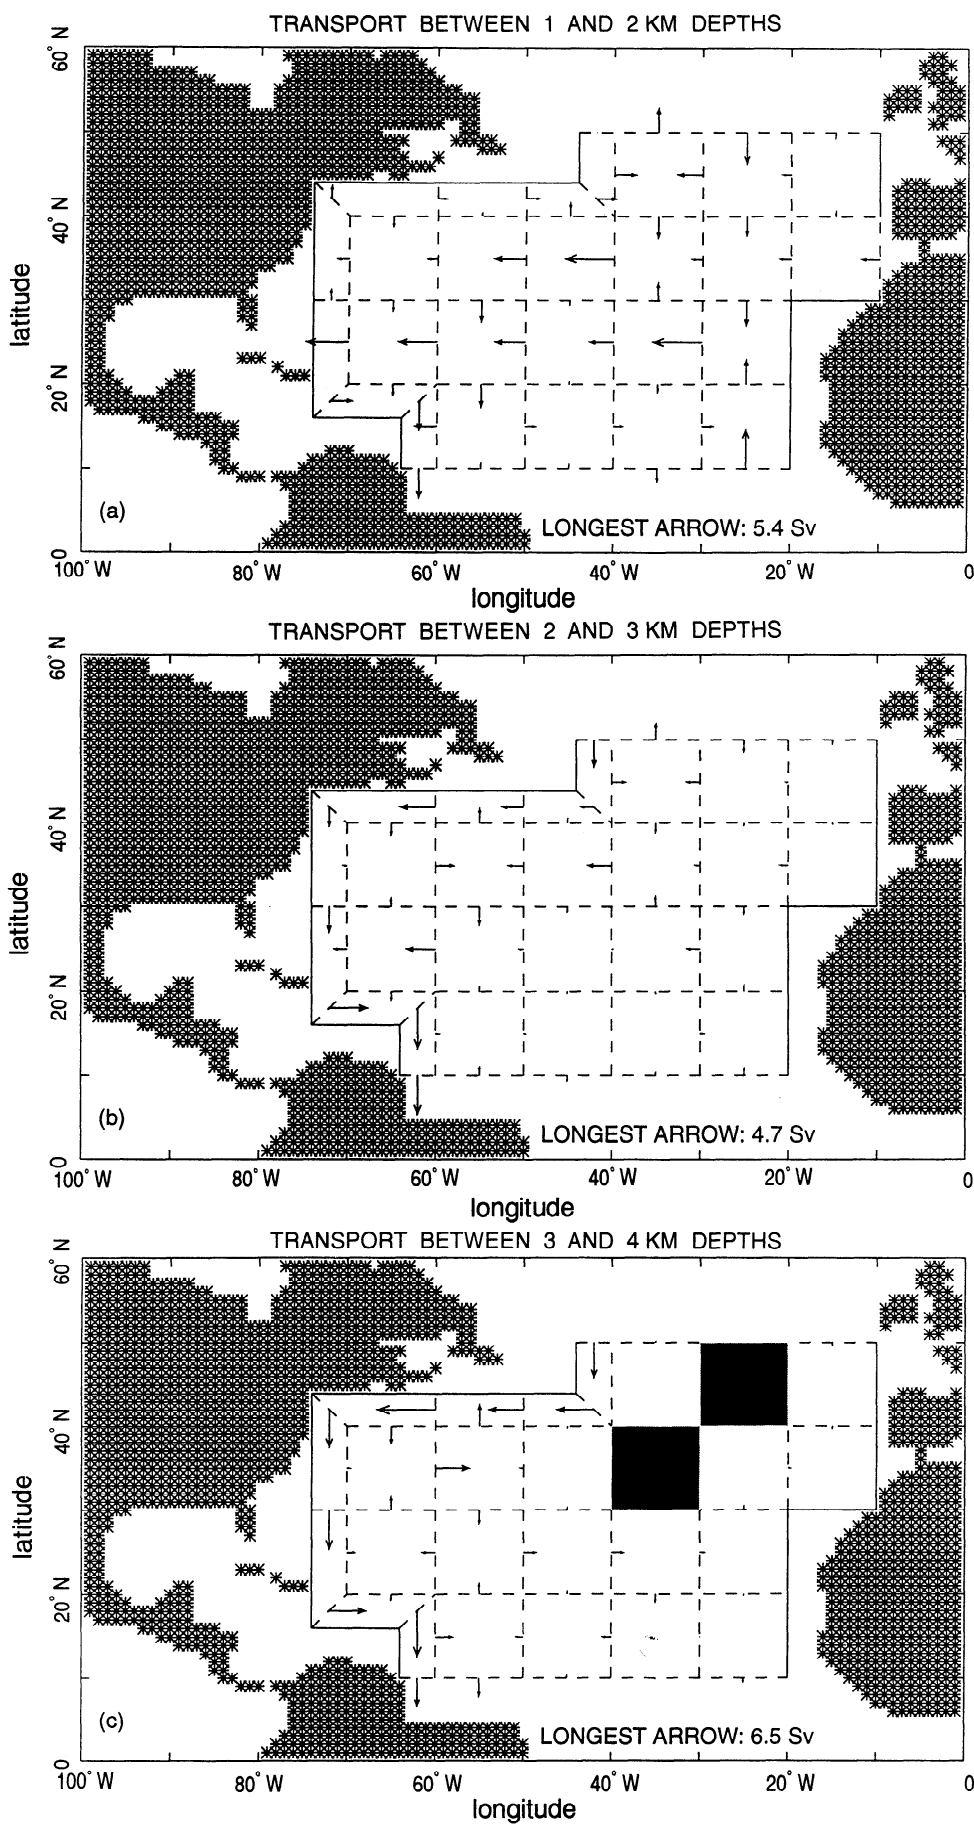 TRANSPORT BETWEEN 1 AND 2 KM DEPTHS
60° N
40° N
20° N
0
latitude
(a)
LONGEST ARROW: 5.4 Sv
100° W 80° W 60° W 40° W 20° W 0
longitude
TRANSPORT BETWEEN 2 AND 3 KM DEPTHS
60° N
40° N
20° N
0
latitude
(b)
LONGEST ARROW: 4.7 Sv
100° W 80° W 60° W 40° W 20° W 0
longitude
TRANSPORT BETWEEN 3 AND 4 KM DEPTHS
60° N
40° N
20° N
0
latitude
(c)
LONGEST ARROW: 6.5 Sv
100° W 80° W 60° W 40° W 20° W 0
longitude